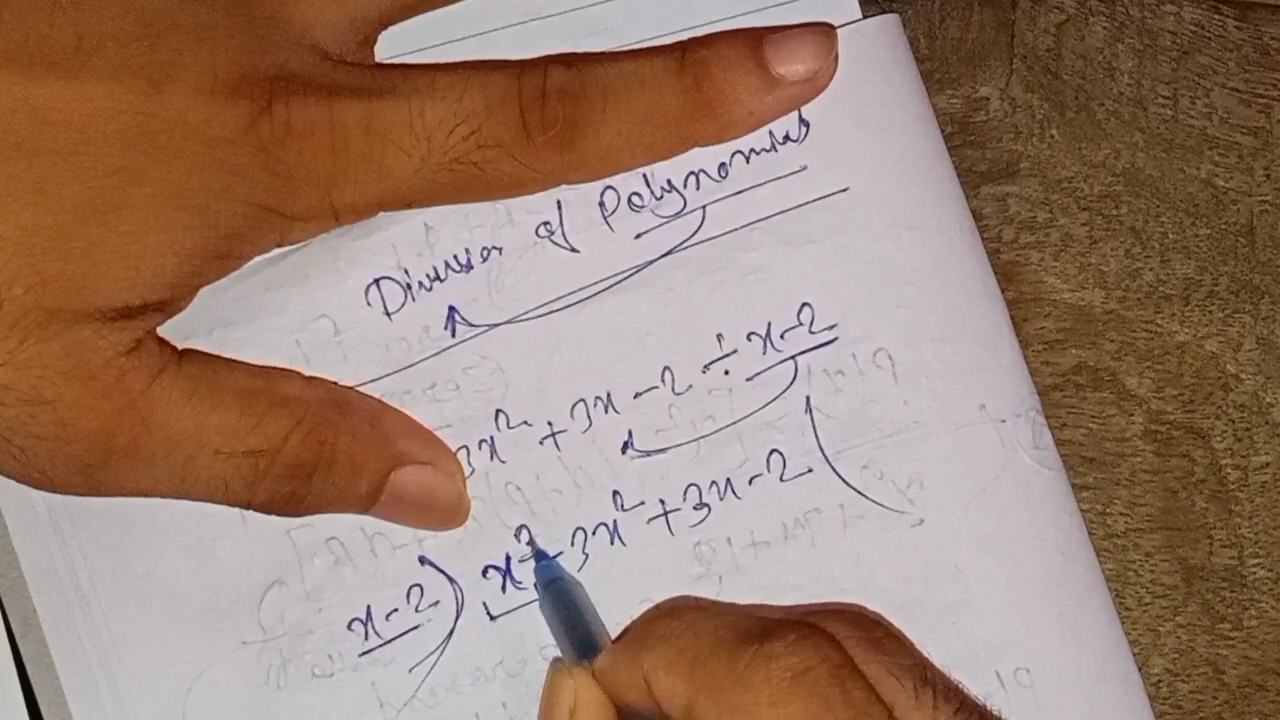 Division of Polynomials
3x² + 3x - 2 ÷ x-2
x-2) x³-3x² + 3x-2 (